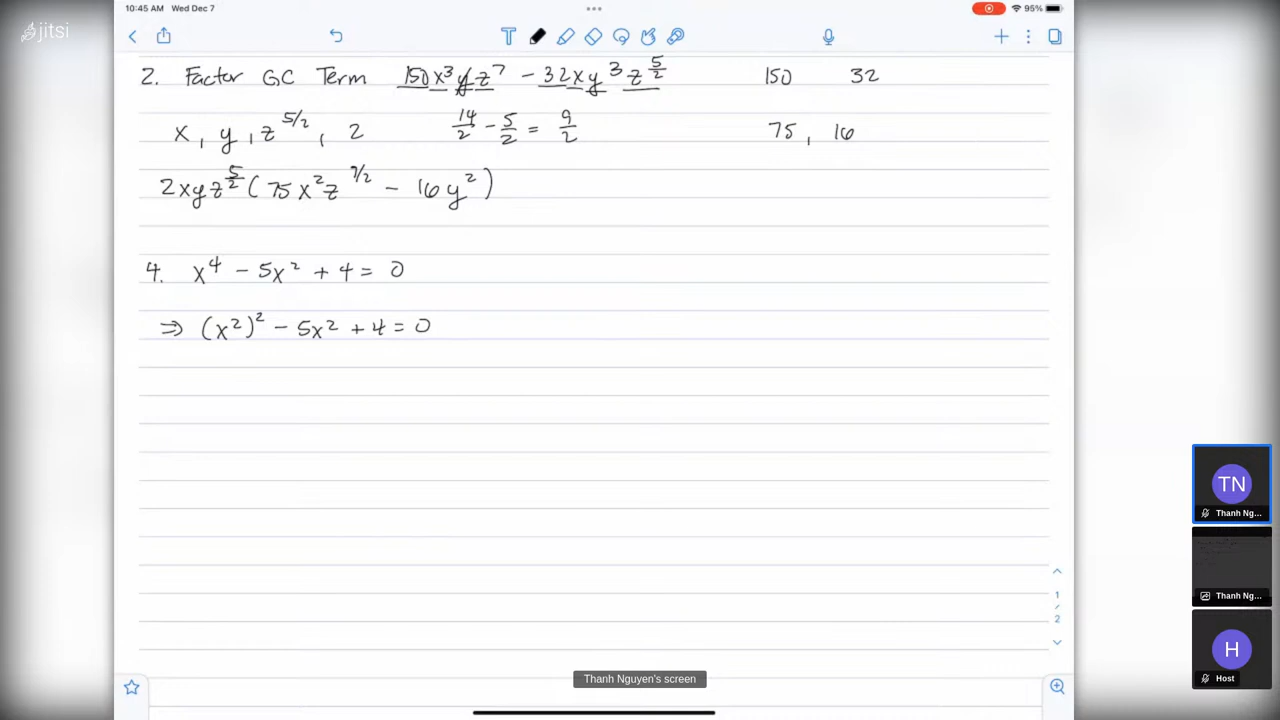 10:45 AM Wed Dec 7
95%
jitsi
2. Factor GC Term 150x³yz⁷ - 32xy³z^{5/2} 150 32
x, y, z^{5/2}, 2 14/2 - 5/2 = 9/2 75, 16
2xyz^{5/2}(75x²z^{9/2} - 16y²)
4. x⁴ - 5x² + 4 = 0
⇒ (x²)² - 5x² + 4 = 0
TN
Thanh Ng...
Thanh Ng...
1
/
2
H
Host
Thanh Nguyen's screen